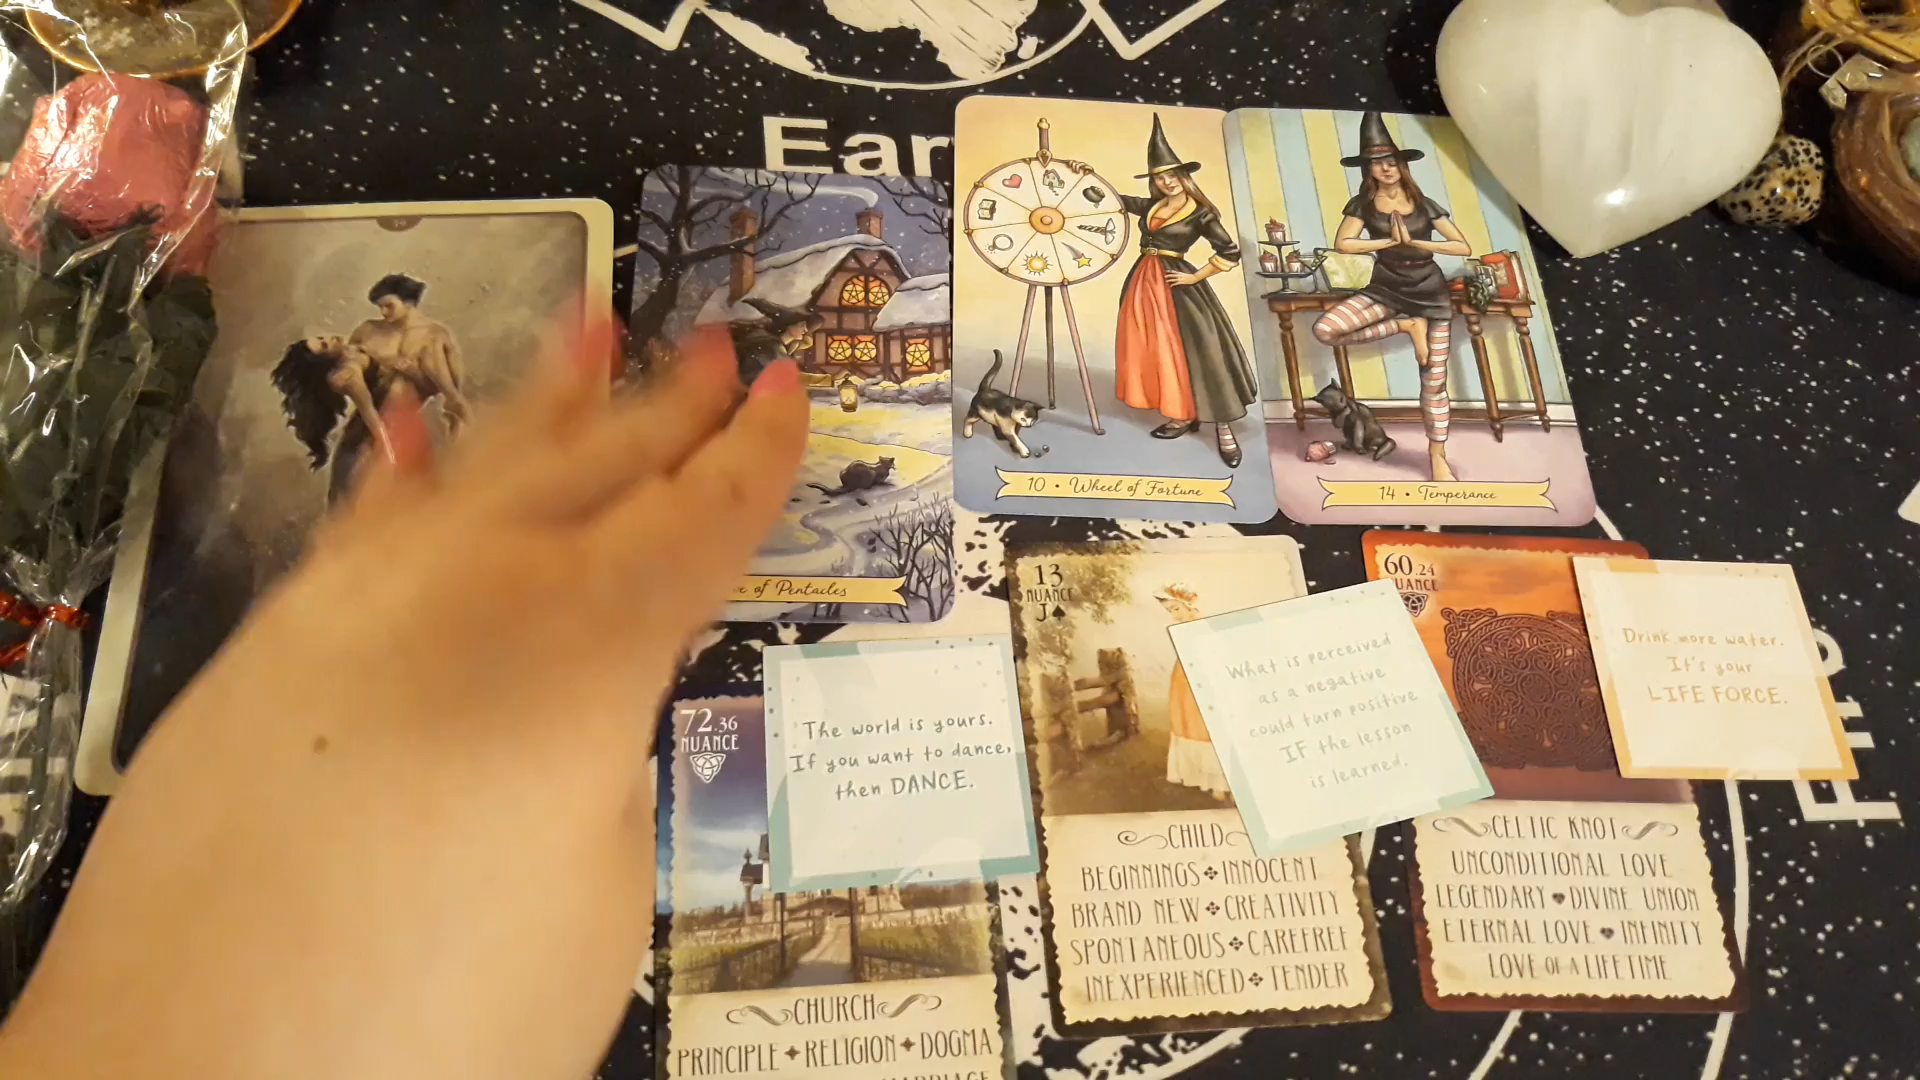 Ear
10 • Wheel of Fortune
14 • Temperance
of Pentacles
72.36
NUANCE
The world is yours.
If you want to dance,
then DANCE.
CHURCH
PRINCIPLE RELIGION DOGMA
13
NUANCE
J♠
CHILD
BEGINNINGS INNOCENT
BRAND NEW CREATIVITY
SPONTANEOUS CAREFREE
INEXPERIENCED TENDER
What is perceived
as a negative
could turn positive
IF the lesson
is learned.
60.24
CELTIC KNOT
UNCONDITIONAL LOVE
LEGENDARY DIVINE UNION
ETERNAL LOVE INFINITY
LOVE OF A LIFETIME
Drink more water.
It's your
LIFE FORCE.